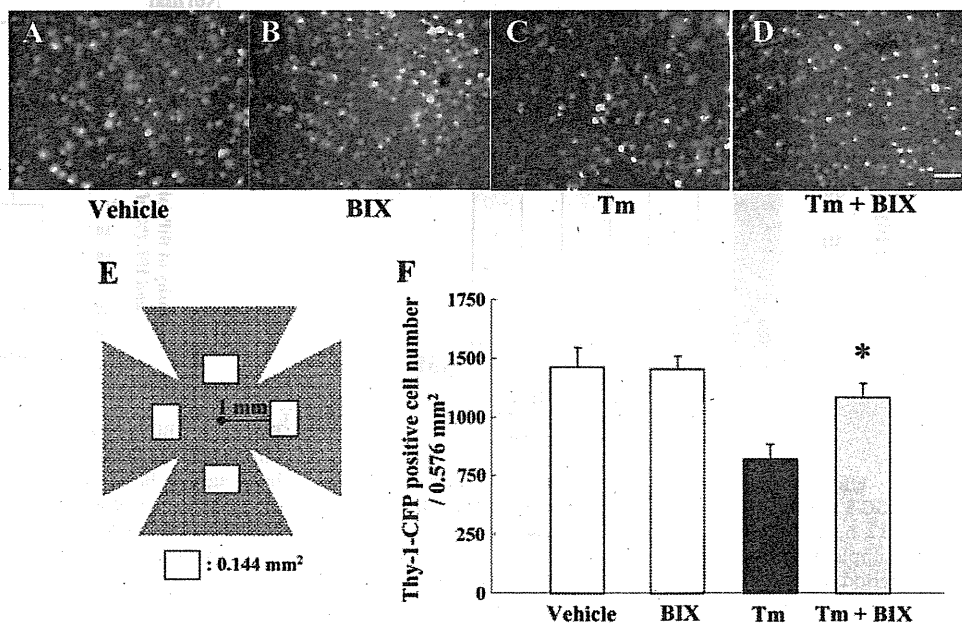 A B C D
Vehicle BIX Tm Tm + BIX
E
1 mm
: 0.144 mm²
F
Thy-1-CFP positive cell number
/ 0.576 mm²
1750
1500
1000
750
250
0
*
Vehicle BIX Tm Tm + BIX